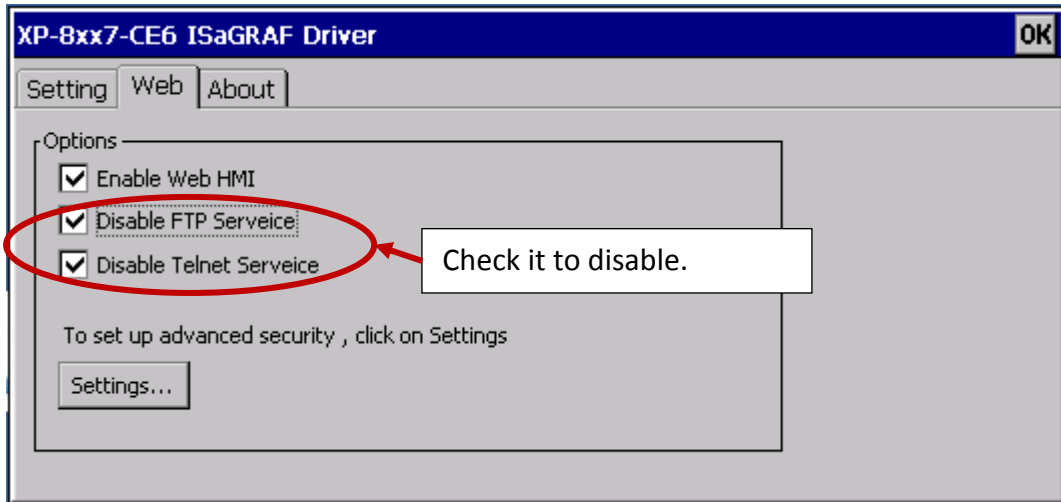 XP-8xx7-CE6 ISaGRAF Driver OK
Setting Web About
Options
Enable Web HMI
Disable FTP Serveice
Disable Telnet Serveice
Check it to disable.
To set up advanced security , click on Settings
Settings...